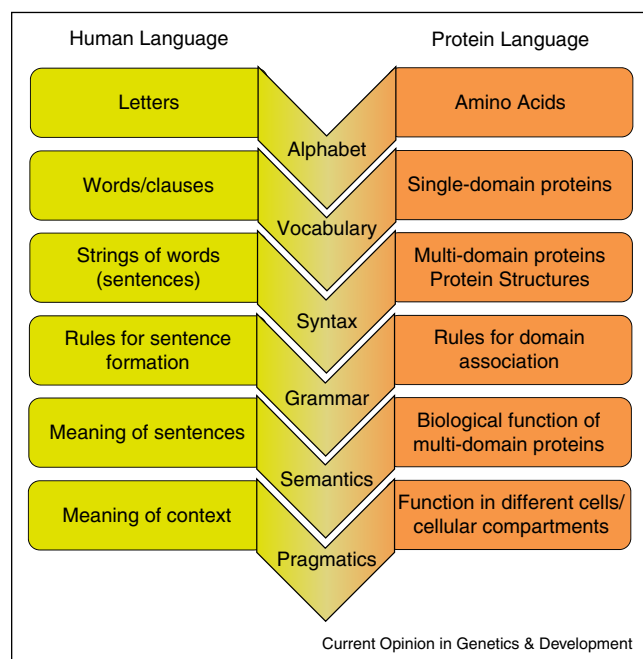 Human Language
Protein Language
Letters
Alphabet
Amino Acids
Words/clauses
Vocabulary
Single-domain proteins
Strings of words
(sentences)
Syntax
Multi-domain proteins
Protein Structures
Rules for sentence
formation
Grammar
Rules for domain
association
Meaning of sentences
Semantics
Biological function of
multi-domain proteins
Meaning of context
Pragmatics
Function in different cells/
cellular compartments
Current Opinion in Genetics & Development